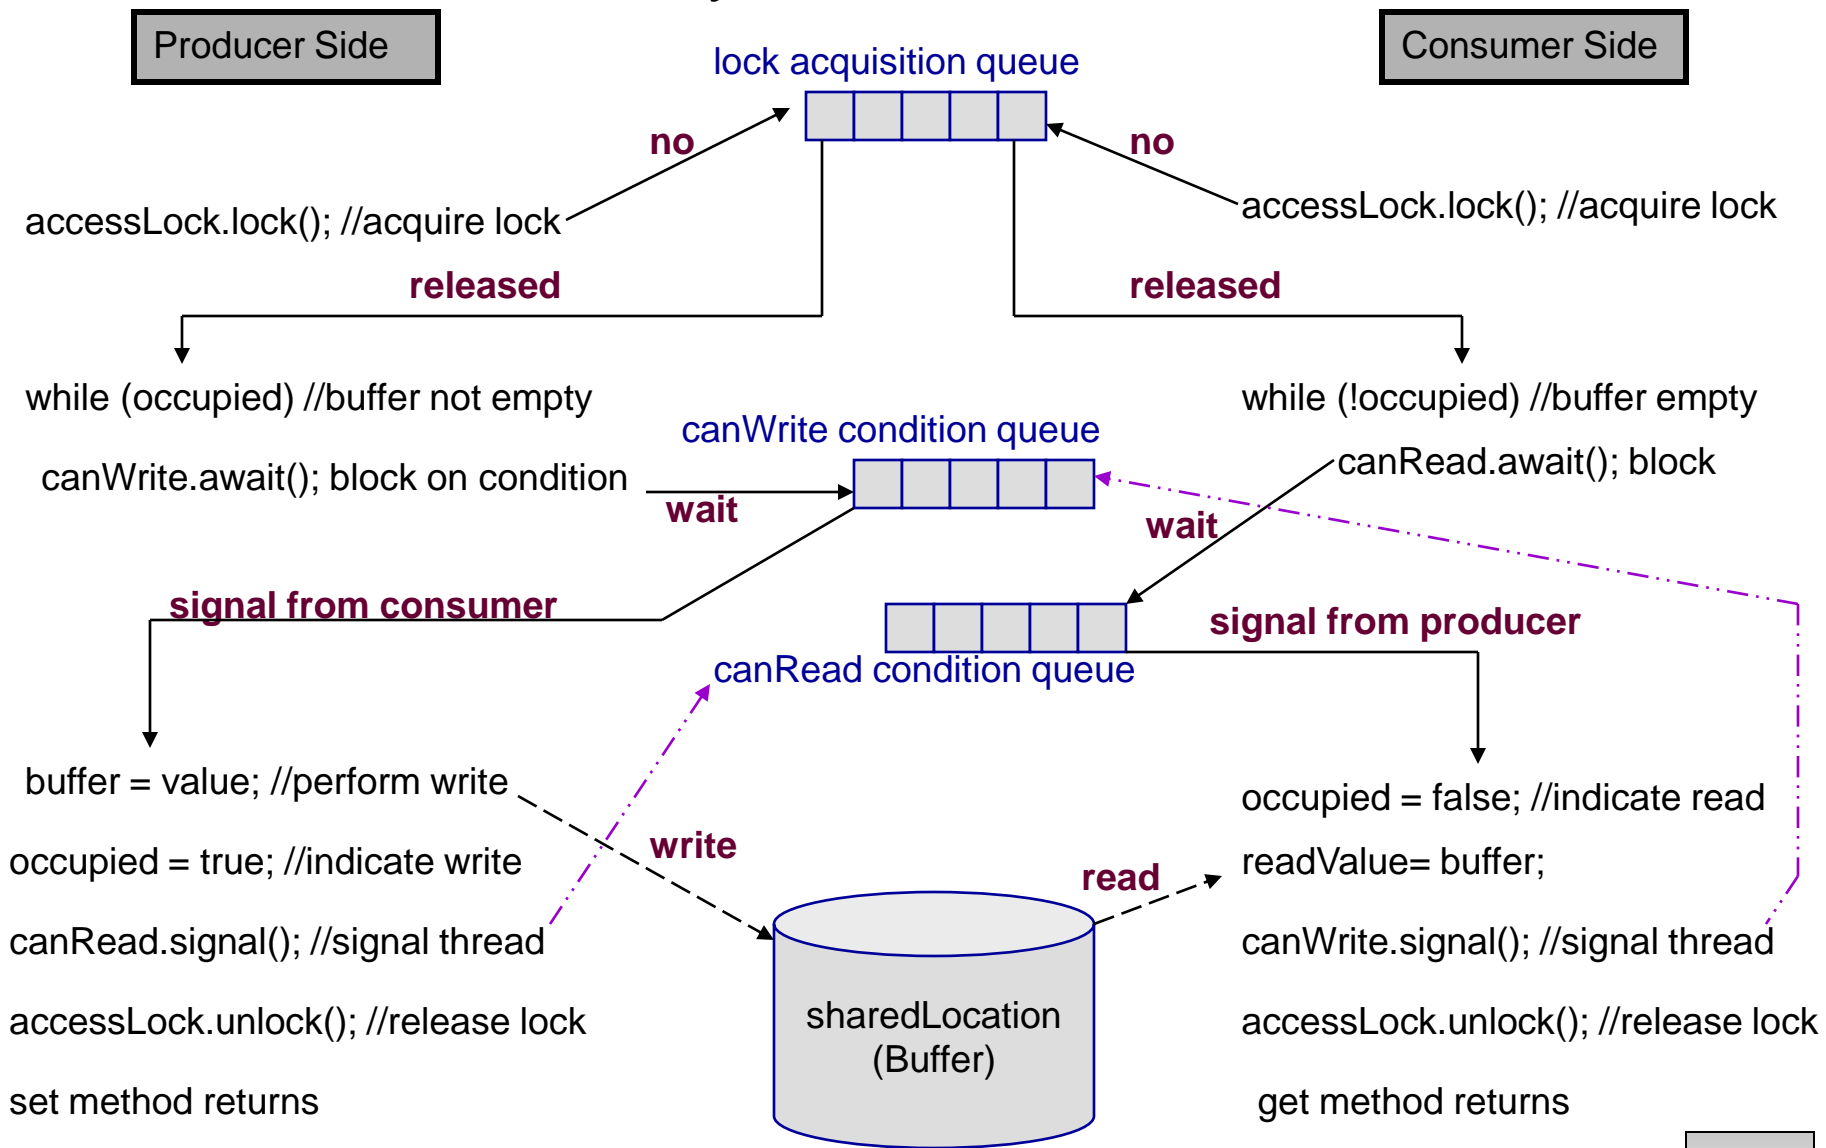 Producer Side
Consumer Side
lock acquisition queue
no
no
accessLock.lock(); //acquire lock
accessLock.lock(); //acquire lock
released
released
while (occupied) //buffer not empty
while (!occupied) //buffer empty
canWrite condition queue
canWrite.await(); block on condition
canRead.await(); block
wait
wait
signal from consumer
signal from producer
canRead condition queue
buffer = value; //perform write
occupied = false; //indicate read
write
occupied = true; //indicate write
readValue= buffer;
read
canRead.signal(); //signal thread
canWrite.signal(); //signal thread
sharedLocation
(Buffer)
accessLock.unlock(); //release lock
accessLock.unlock(); //release lock
set method returns
get method returns